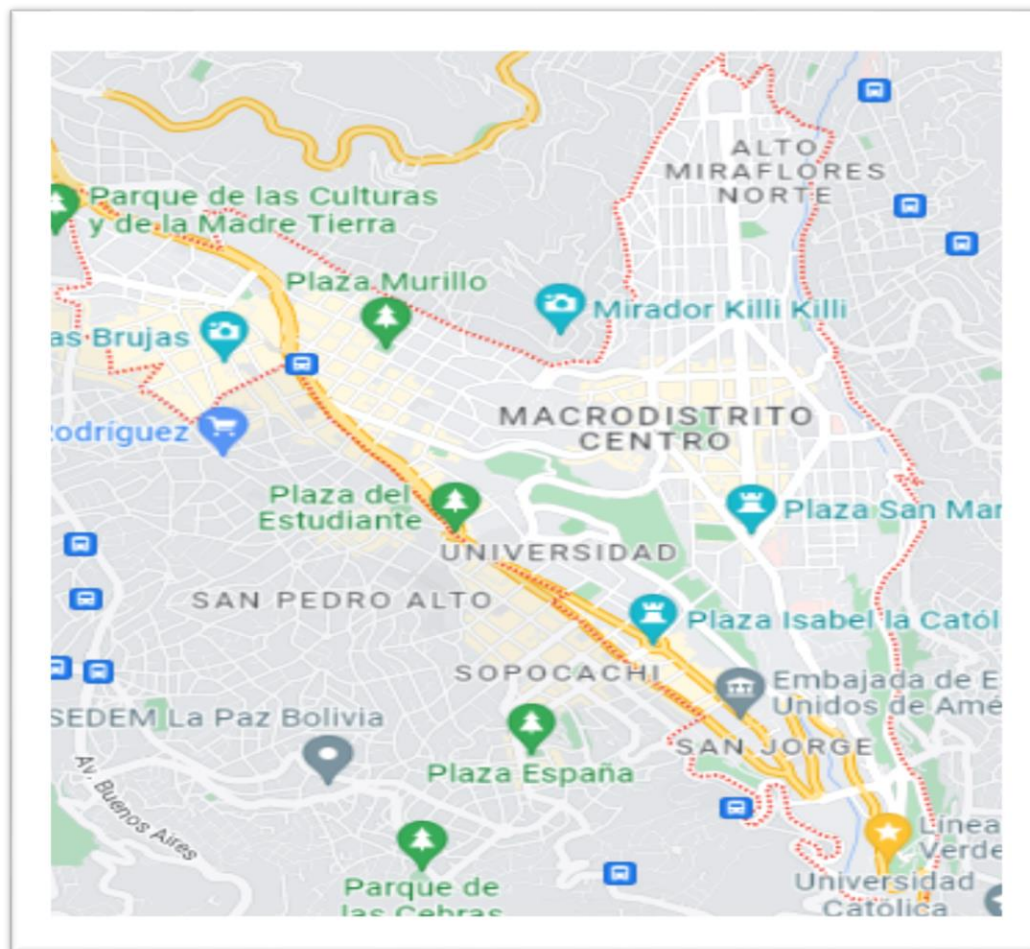 ALTO
MIRAFLORES
NORTE
Parque de las Culturas
y de la Madre Tierra
Plaza Murillo
Mirador Killi Killi
as Brujas
MACRODISTRITO
CENTRO
Rodríguez
Plaza del
Estudiante
Plaza San Mar
UNIVERSIDAD
SAN PEDRO ALTO
Plaza Isabel la Catól
SOPOCACHI
Embajada de E
Unidos de Amé
SEDEM La Paz Bolivia
SAN JORGE
Plaza España
Av. Buenos Aires
Línea
Verde
Parque de
las Cebras
Universidad
Católica